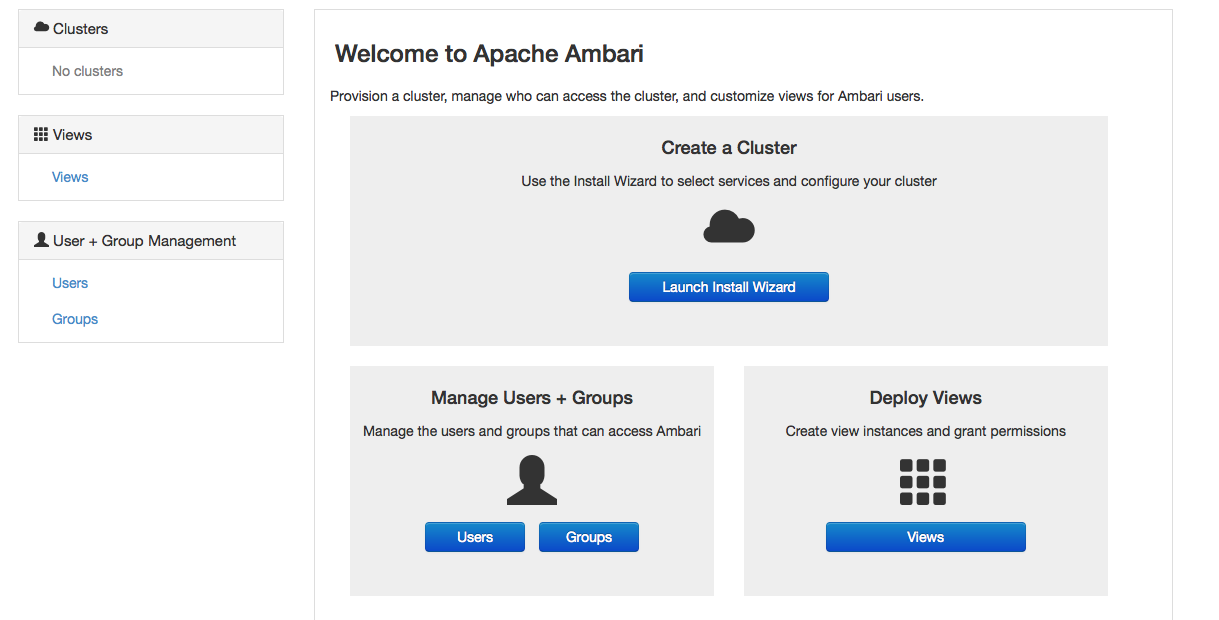 Clusters
No clusters
Views
Views
User + Group Management
Users
Groups
Welcome to Apache Ambari
Provision a cluster, manage who can access the cluster, and customize views for Ambari users.
Create a Cluster
Use the Install Wizard to select services and configure your cluster
Launch Install Wizard
Manage Users + Groups
Manage the users and groups that can access Ambari
Users
Groups
Deploy Views
Create view instances and grant permissions
Views